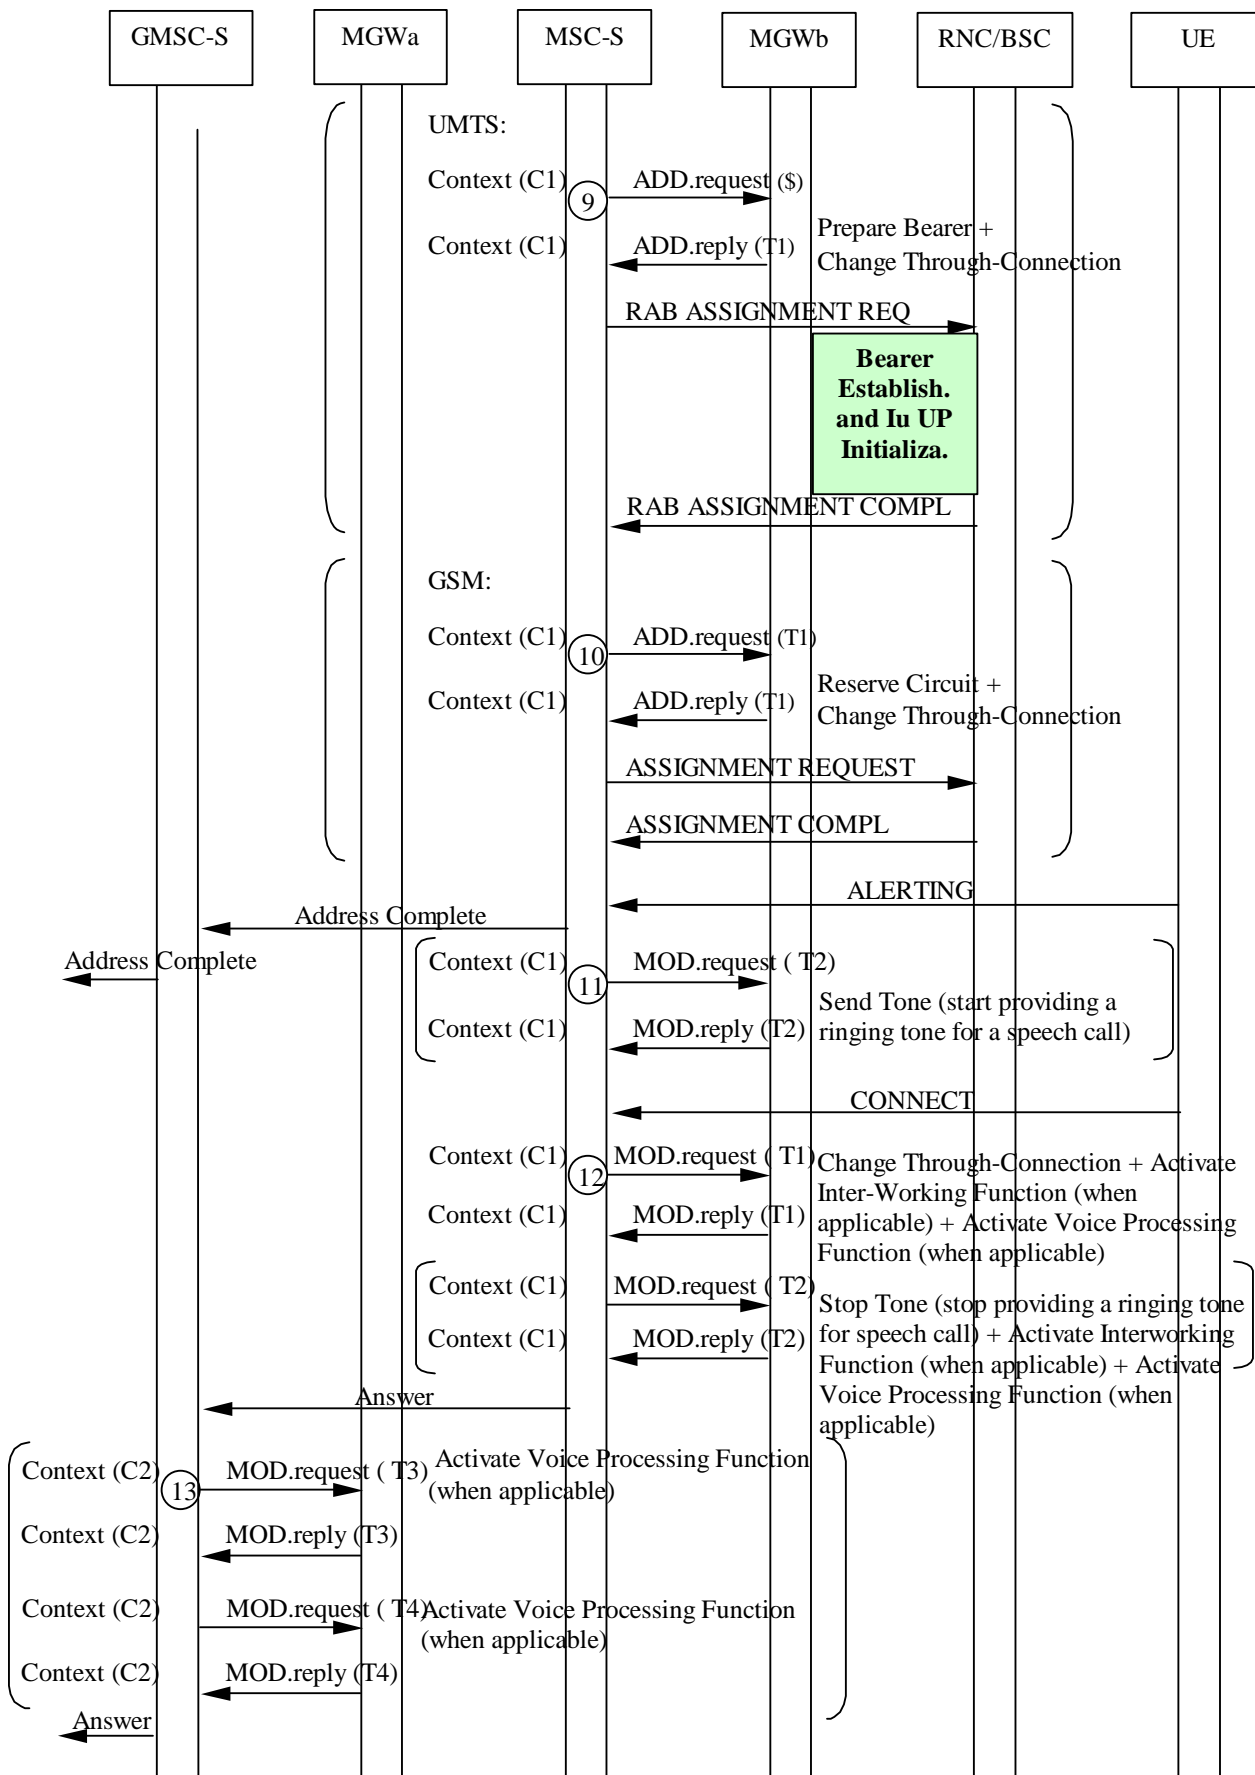 GMSC-S
MGWa
MSC-S
MGWb
RNC/BSC
UE
UMTS:
Context (C1)
9
ADD.request ($)
Context (C1)
ADD.reply (T1)
Prepare Bearer +
Change Through-Connection
RAB ASSIGNMENT REQ
Bearer
Establish.
and Iu UP
Initializa.
RAB ASSIGNMENT COMPL
GSM:
Context (C1)
10
ADD.request (T1)
Context (C1)
ADD.reply (T1)
Reserve Circuit +
Change Through-Connection
ASSIGNMENT REQUEST
ASSIGNMENT COMPL
ALERTING
Address Complete
Address Complete
Context (C1)
11
MOD.request ( T2)
Context (C1)
MOD.reply (T2)
Send Tone (start providing a
ringing tone for a speech call)
CONNECT
Context (C1)
12
MOD.request ( T1)
Context (C1)
MOD.reply (T1)
Change Through-Connection + Activate
Inter-Working Function (when
applicable) + Activate Voice Processing
Function (when applicable)
Context (C1)
MOD.request ( T2)
Context (C1)
MOD.reply (T2)
Stop Tone (stop providing a ringing tone
for speech call) + Activate Interworking
Function (when applicable) + Activate
Voice Processing Function (when
applicable)
Answer
Context (C2)
13
MOD.request ( T3)
Activate Voice Processing Function
(when applicable)
Context (C2)
MOD.reply (T3)
Context (C2)
MOD.request ( T4)
Activate Voice Processing Function
(when applicable)
Context (C2)
MOD.reply (T4)
Answer